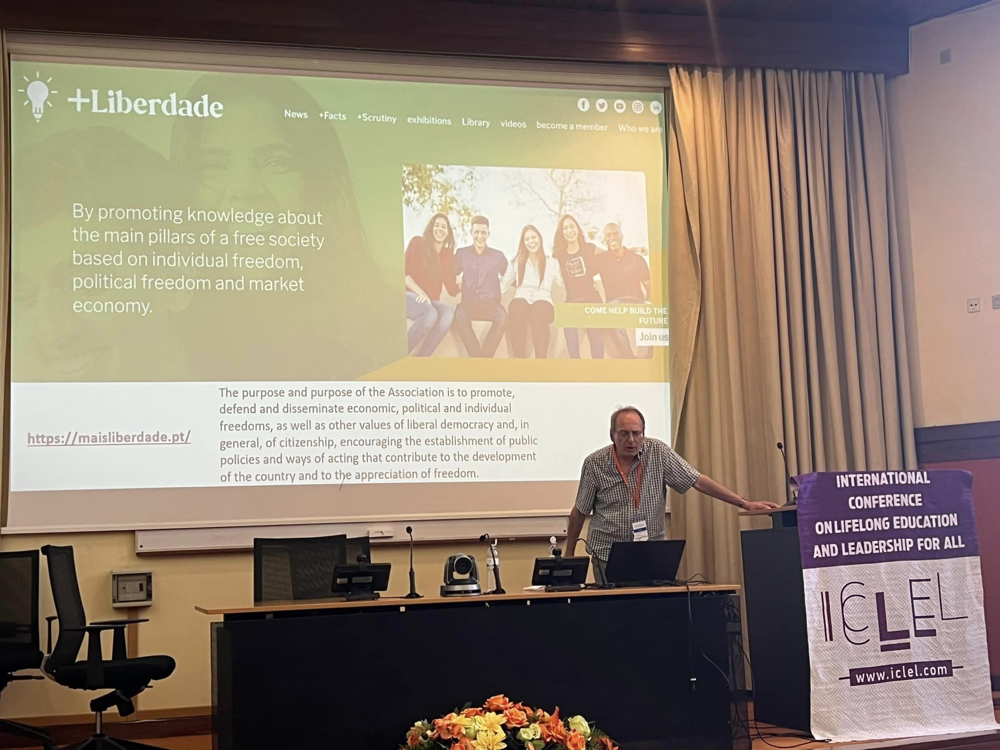 +Liberdade
News +Facts +Scrutiny exhibitions Library videos become a member Who we are
By promoting knowledge about
the main pillars of a free society
based on individual freedom,
political freedom and market
economy.
COME HELP BUILD THE
FUTURE
Join us
https://maisliberdade.pt/
The purpose and purpose of the Association is to promote,
defend and disseminate economic, political and individual
freedoms, as well as other values of liberal democracy and, in
general, of citizenship, encouraging the establishment of public
policies and ways of acting that contribute to the development
of the country and to the appreciation of freedom.
INTERNATIONAL
CONFERENCE
ON LIFELONG EDUCATION
AND LEADERSHIP FOR ALL
ICLEL
www.iclel.com